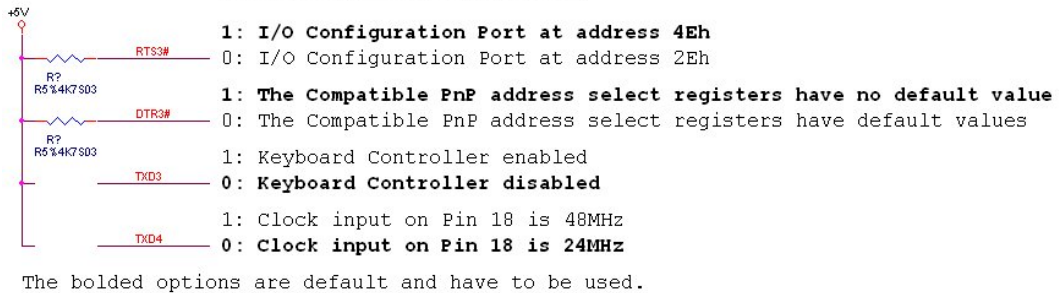 +5V
1: I/O Configuration Port at address 4Eh
RTS3#
0: I/O Configuration Port at address 2Eh
R?
R5%4K7S03
1: The Compatible PnP address select registers have no default value
DTR3#
0: The Compatible PnP address select registers have default values
R?
R5%4K7S03
1: Keyboard Controller enabled
TXD3
0: Keyboard Controller disabled
1: Clock input on Pin 18 is 48MHz
TXD4
0: Clock input on Pin 18 is 24MHz
The bolded options are default and have to be used.